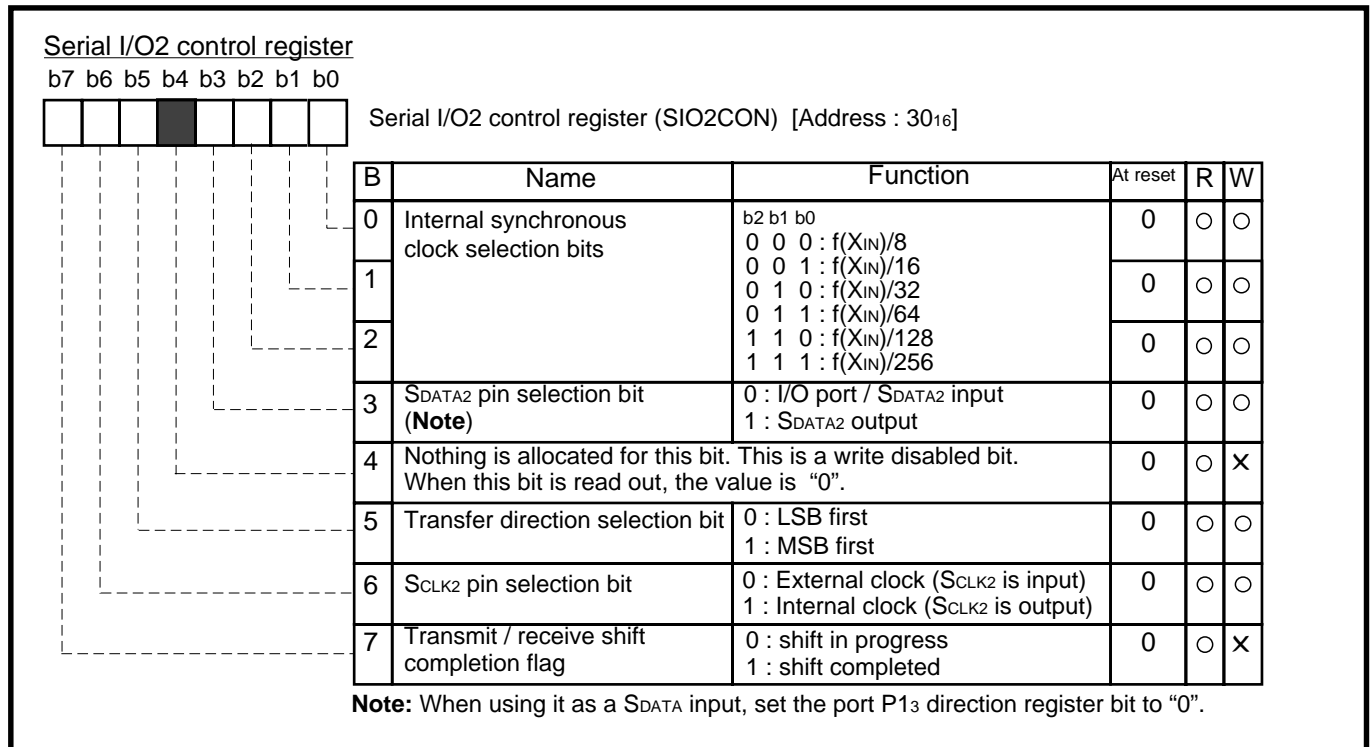 Serial I/O2 control register
b7 b6 b5 b4 b3 b2 b1 b0
Serial I/O2 control register (SIO2CON) [Address : 3016]
B Name Function At reset R W
0 Internal synchronous clock selection bits b2 b1 b0 0 ○ ○
0 0 0 : f(XIN)/8
0 0 1 : f(XIN)/16
1 0 1 0 : f(XIN)/32 0 ○ ○
0 1 1 : f(XIN)/64
2 1 1 0 : f(XIN)/128 0 ○ ○
1 1 1 : f(XIN)/256
3 SDATA2 pin selection bit 0 : I/O port / SDATA2 input 0 ○ ○
(Note) 1 : SDATA2 output
4 Nothing is allocated for this bit. This is a write disabled bit. 0 ○ ×
When this bit is read out, the value is “0”.
5 Transfer direction selection bit 0 : LSB first 0 ○ ○
1 : MSB first
6 SCLK2 pin selection bit 0 : External clock (SCLK2 is input) 0 ○ ○
1 : Internal clock (SCLK2 is output)
7 Transmit / receive shift 0 : shift in progress 0 ○ ×
completion flag 1 : shift completed
Note: When using it as a SDATA input, set the port P13 direction register bit to “0”.